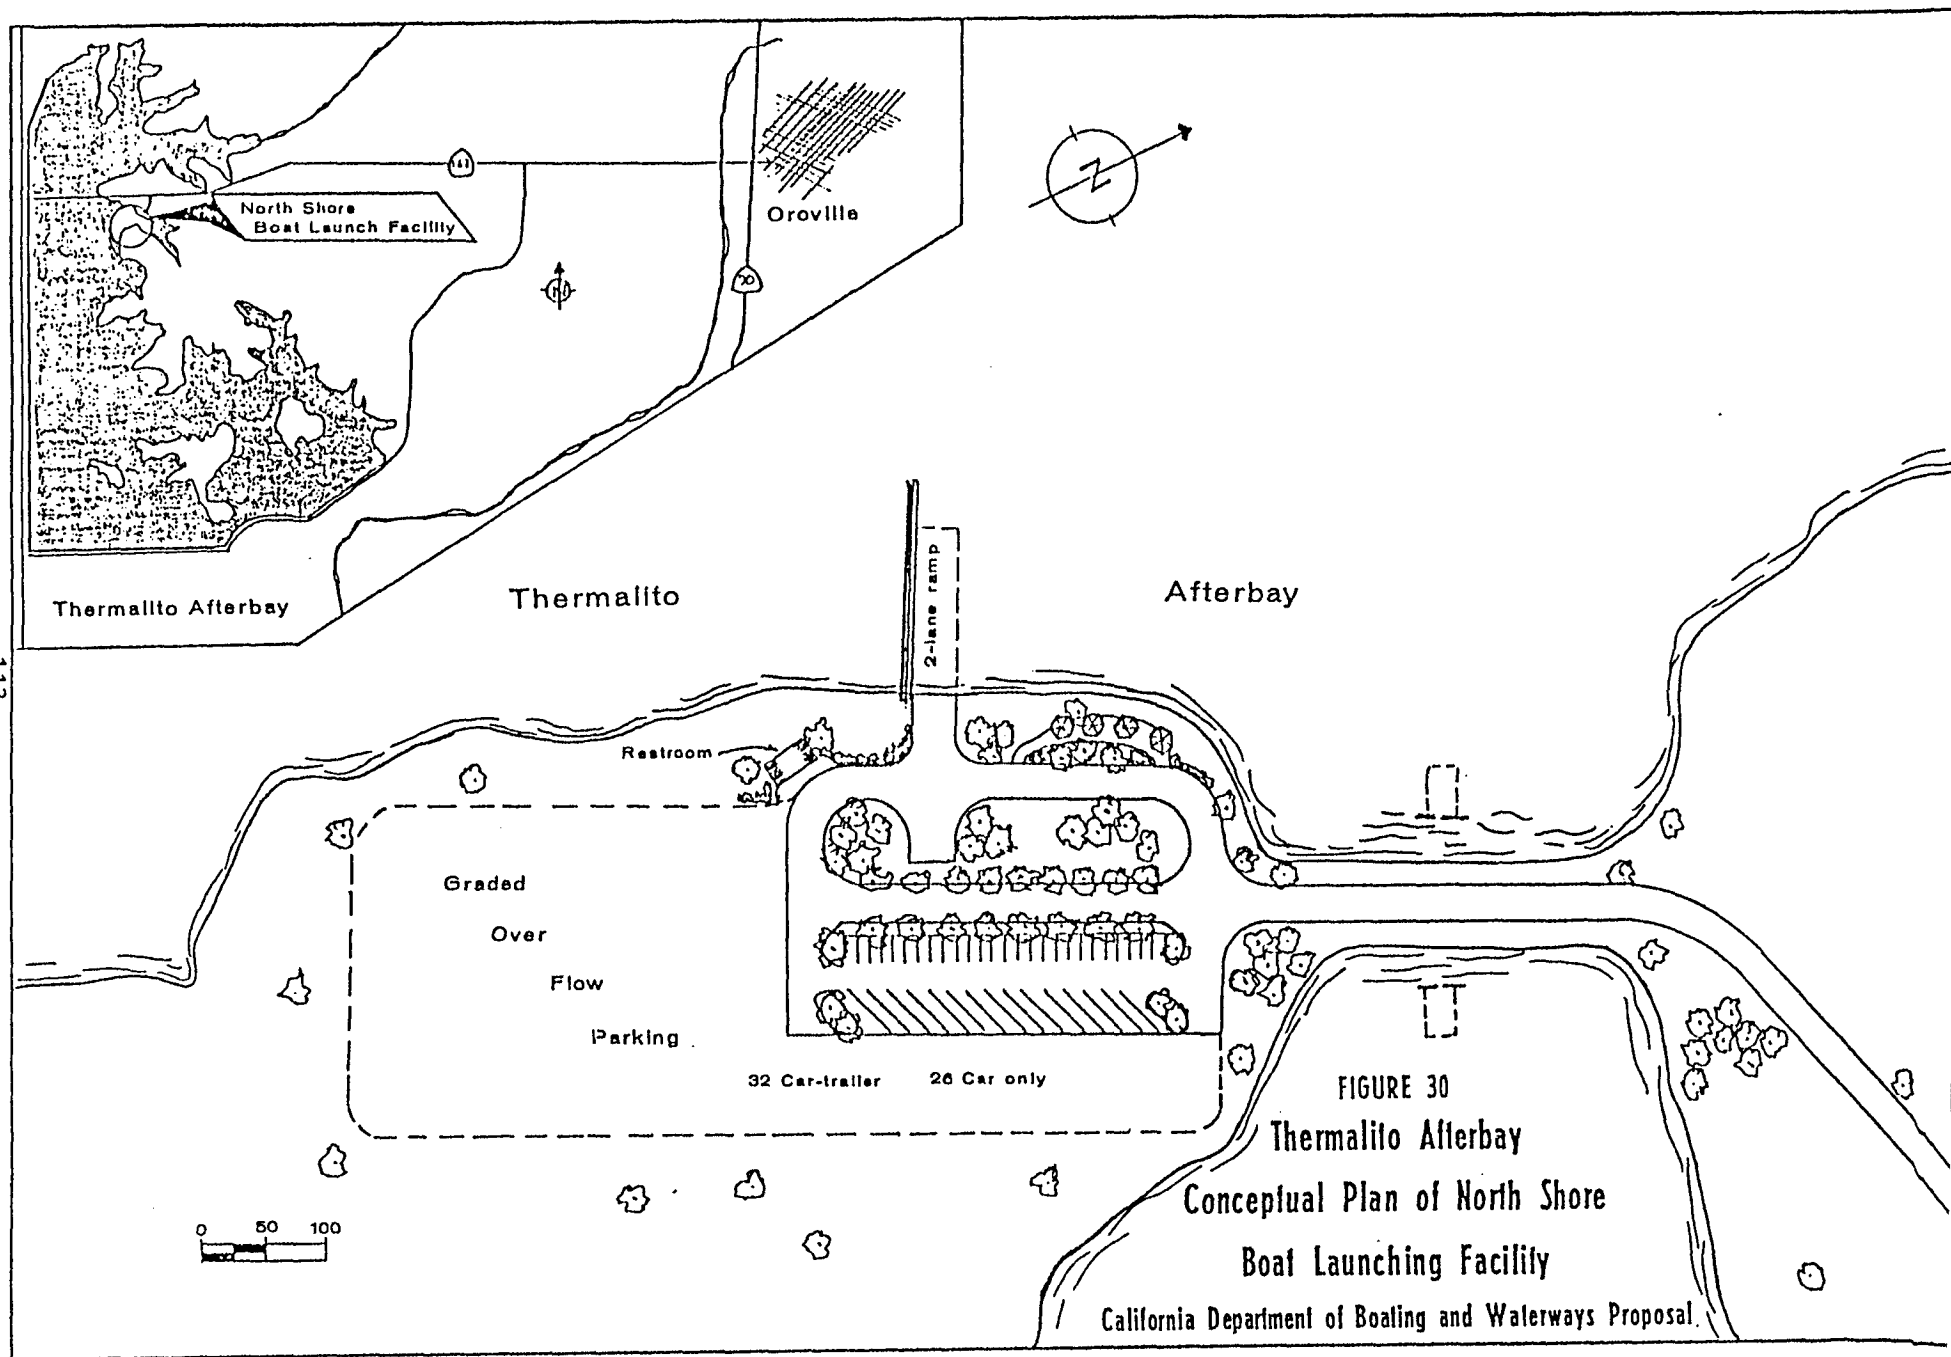 162
North Shore
Boat Launch Facility
Oroville
N
70
N
Thermalito Afterbay
Thermalito
Afterbay
2-lane ramp
Restroom
Graded
Over
Flow
Parking
32 Car-trailer 26 Car only
0 50 100
FIGURE 30
Thermalito Afterbay
Conceptual Plan of North Shore
Boat Launching Facility
California Department of Boating and Waterways Proposal